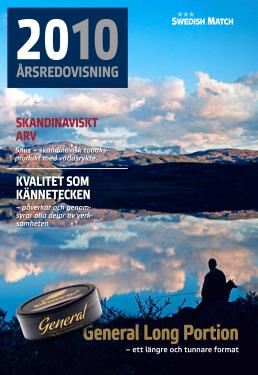 2010
ÅRSREDOVISNING
SWEDISH MATCH
SKANDINAVISKT
ARV
Snus – skandinavisk tobaks-
produkt med världsrykte.
KVALITET SOM
KÄNNETECKEN
– påverkar och genom-
syrar alla delar av verk-
samheten.
General
General Long Portion
– ett längre och tunnare format